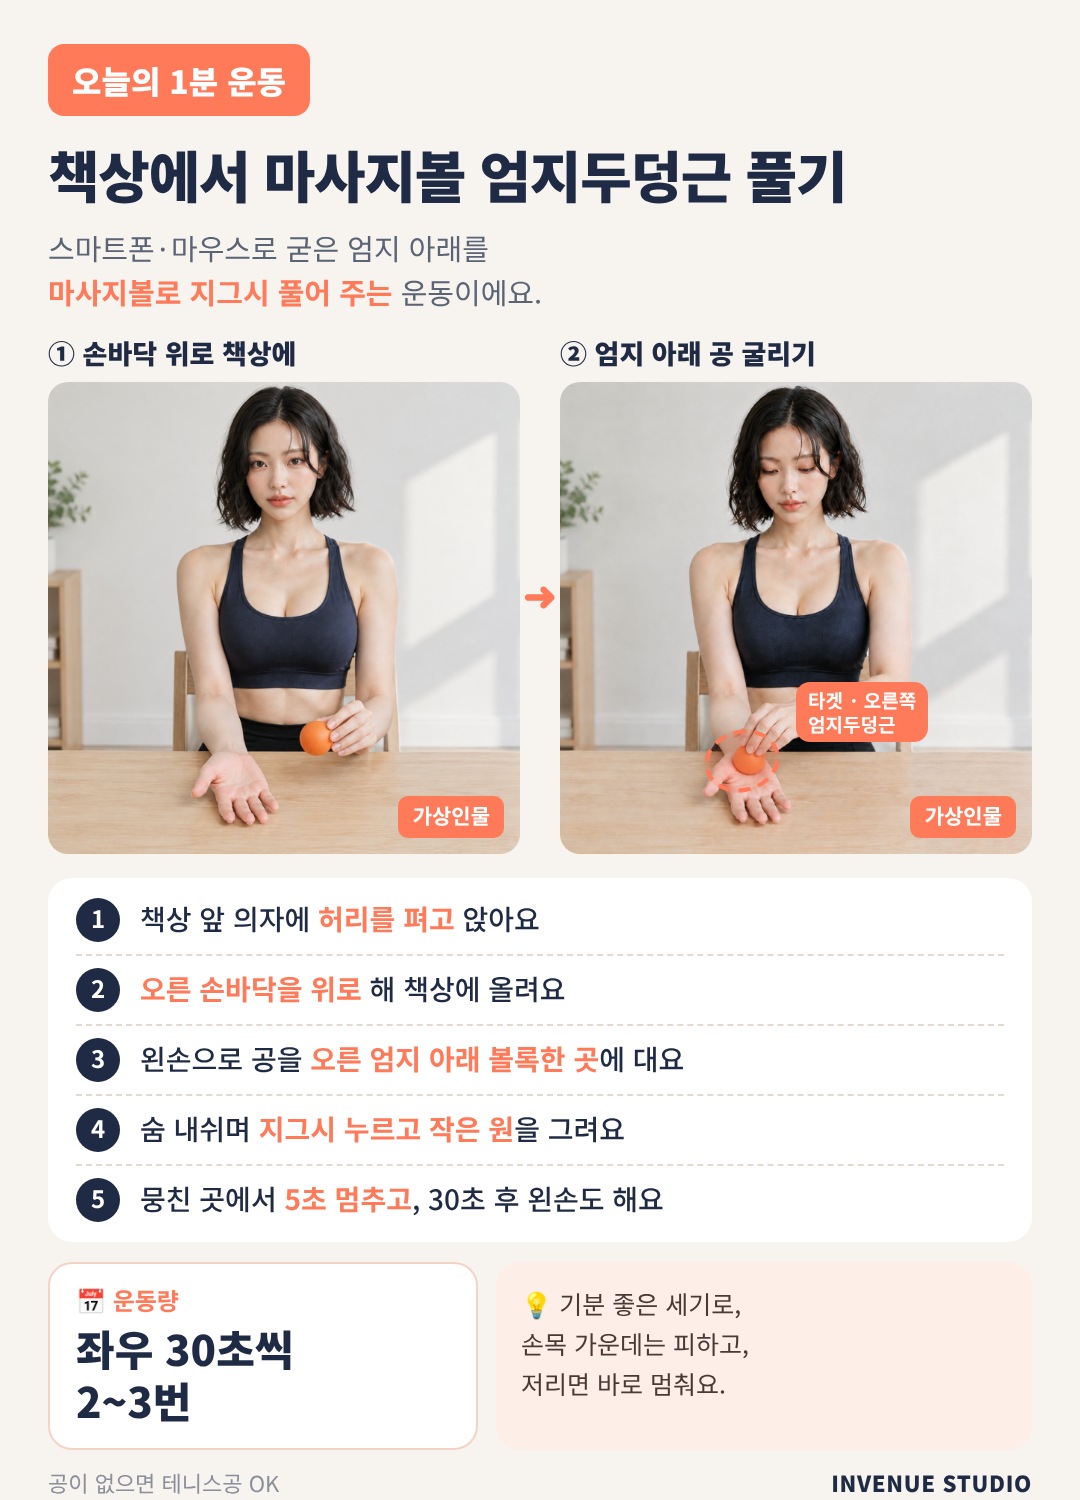 오늘의 1분 운동
책상에서 마사지볼 엄지두덩근 풀기
스마트폰·마우스로 굳은 엄지 아래를
마사지볼로 지그시 풀어 주는 운동이에요.
① 손바닥 위로 책상에
② 엄지 아래 공 굴리기
➜
타겟 · 오른쪽
엄지두덩근
가상인물
가상인물
1 책상 앞 의자에 허리를 펴고 앉아요
2 오른 손바닥을 위로 해 책상에 올려요
3 왼손으로 공을 오른 엄지 아래 볼록한 곳에 대요
4 숨 내쉬며 지그시 누르고 작은 원을 그려요
5 뭉친 곳에서 5초 멈추고, 30초 후 왼손도 해요
📅 운동량
좌우 30초씩
2~3번
💡 기분 좋은 세기로,
손목 가운데는 피하고,
저리면 바로 멈춰요.
공이 없으면 테니스공 OK
INVENUE STUDIO